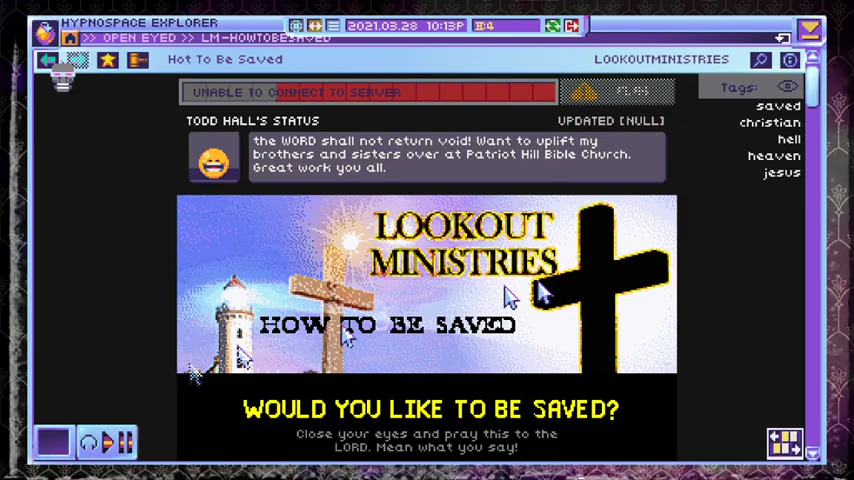 HYPNOSPACE EXPLORER
2021.03.28 10:13P
>> OPEN EYED >> LM-HOWTOBESAVED
Hot To Be Saved
LOOKOUTMINISTRIES
UNABLE TO CONNECT TO SERVER
Tags:
saved
christian
hell
heaven
jesus
TODD HALL'S STATUS
UPDATED [NULL]
the WORD shall not return void! Want to uplift my
brothers and sisters over at Patriot Hill Bible Church.
Great work you all.
LOOKOUT
MINISTRIES
HOW TO BE SAVED
WOULD YOU LIKE TO BE SAVED?
Close your eyes and pray this to the
LORD. Mean what you say!